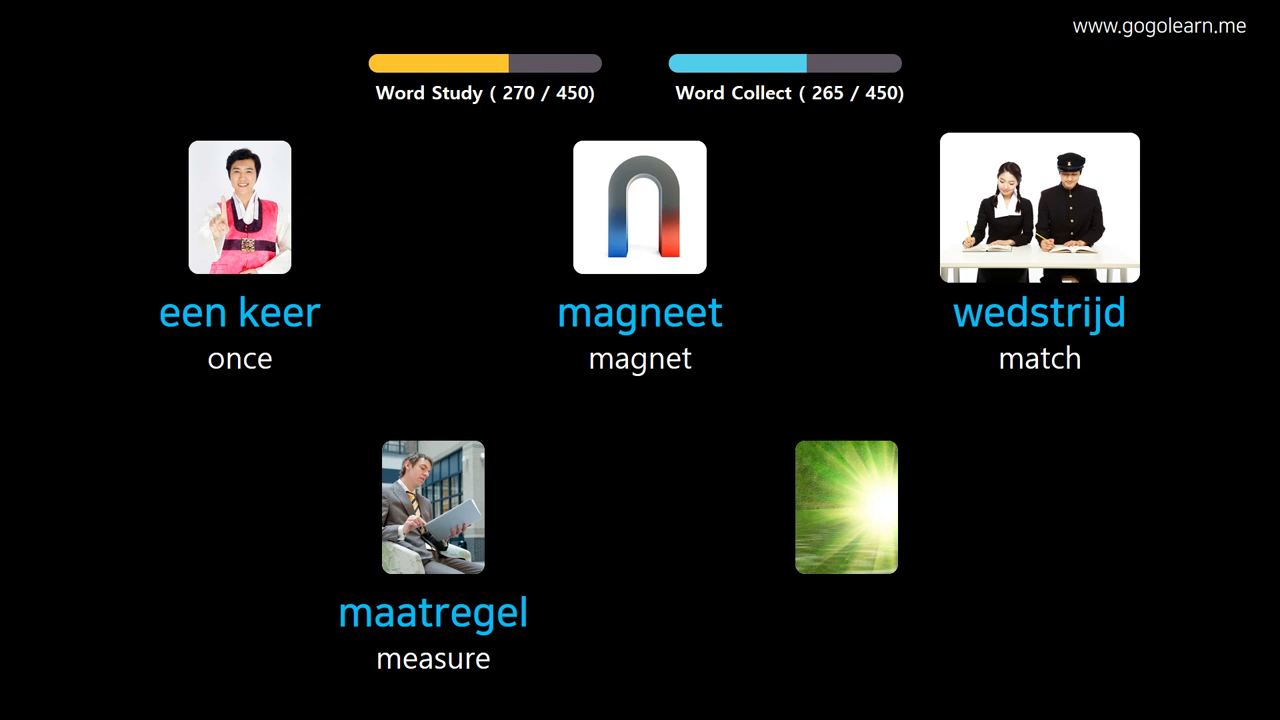 www.gogolearn.me
Word Study ( 270 / 450)
Word Collect ( 265 / 450)
een keer
once
magneet
magnet
wedstrijd
match
maatregel
measure